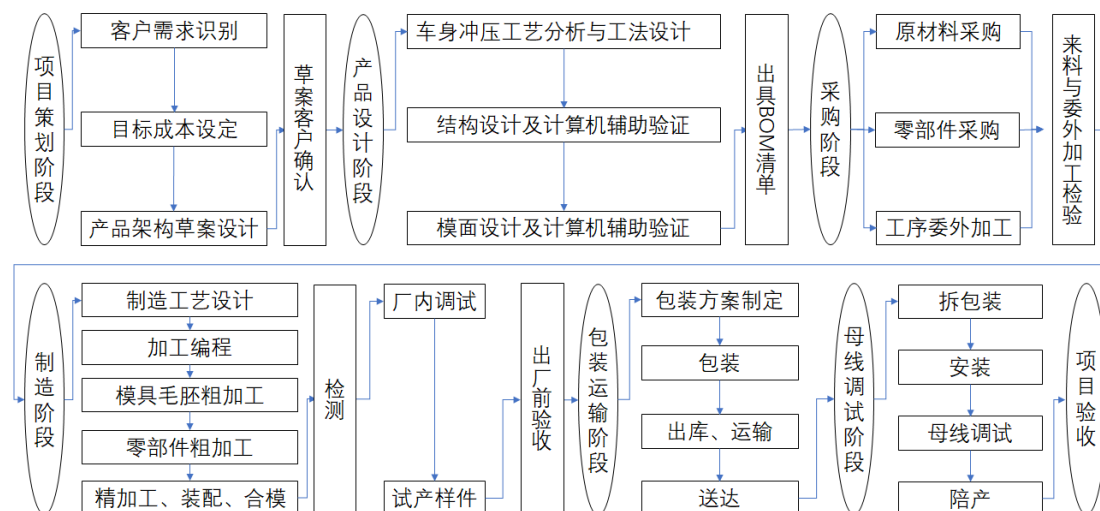 项目策划阶段
客户需求识别
目标成本设定
产品架构草案设计
草案客户确认
产品设计阶段
车身冲压工艺分析与工法设计
结构设计及计算机辅助验证
模面设计及计算机辅助验证
出具BOM清单
采购阶段
原材料采购
零部件采购
工序委外加工
来料与委外加工检验
制造阶段
制造工艺设计
加工编程
模具毛胚粗加工
零部件粗加工
精加工、装配、合模
检测
厂内调试
试产样件
出厂前验收
包装运输阶段
包装方案制定
包装
出库、运输
送达
母线调试阶段
拆包装
安装
母线调试
陪产
项目验收